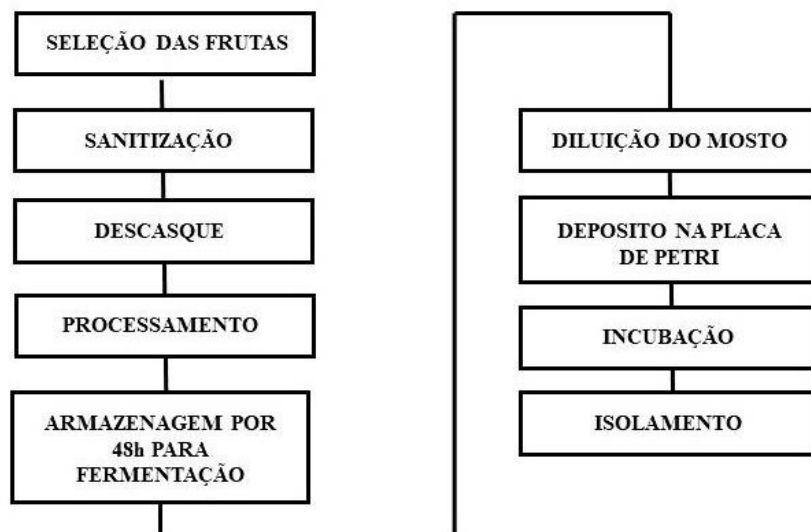 SELEÇÃO DAS FRUTAS
SANITIZAÇÃO
DESCASQUE
PROCESSAMENTO
ARMAZENAGEM POR
48h PARA
FERMENTAÇÃO
DILUIÇÃO DO MOSTO
DEPOSITO NA PLACA
DE PETRI
INCUBAÇÃO
ISOLAMENTO